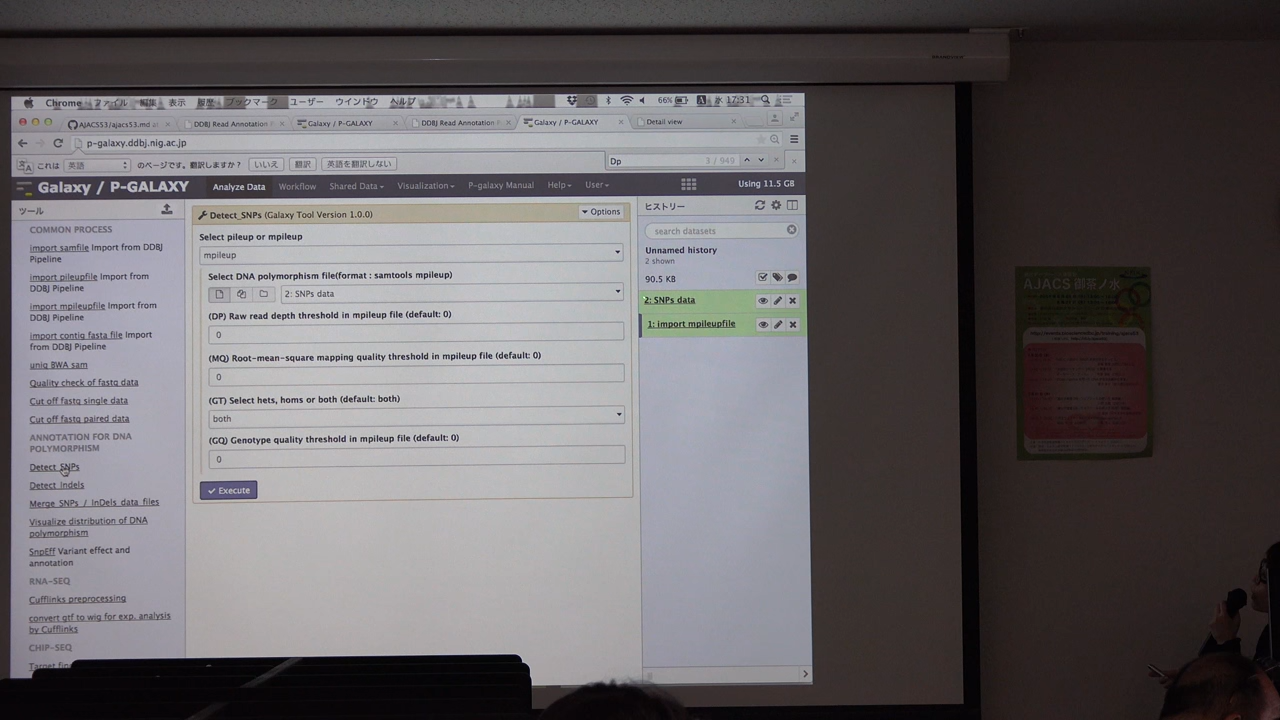 Chrome ファイル 編集 表示 履歴 ブックマーク ユーザー ウインドウ ヘルプ 66% A 水 17:31
AJACS53/ajacs53.md at
DDBJ Read Annotation P
Galaxy / P-GALAXY
DDBJ Read Annotation P
Galaxy / P-GALAXY
Detail view
p-galaxy.ddbj.nig.ac.jp
これは 英語 のページです。翻訳しますか? いいえ 翻訳 英語を翻訳しない
Dp 3 / 949
Galaxy / P-GALAXY
Analyze Data Workflow Shared Data Visualization P-galaxy Manual Help User Using 11.5 GB
ツール
COMMON PROCESS
import samfile Import from DDBJ
Pipeline
import pileupfile Import from
DDBJ Pipeline
import mpileupfile Import from
DDBJ Pipeline
import contig fasta file Import
from DDBJ Pipeline
uniq BWA sam
Quality check of fastq data
Cut off fastq single data
Cut off fastq paired data
ANNOTATION FOR DNA
POLYMORPHISM
Detect SNPs
Detect Indels
Merge SNPs / InDels data files
Visualize distribution of DNA
polymorphism
SnpEff Variant effect and
annotation
RNA-SEQ
Cufflinks preprocessing
convert gtf to wig for exp. analysis
by Cufflinks
CHIP-SEQ
Detect_SNPs (Galaxy Tool Version 1.0.0)
Options
Select pileup or mpileup
mpileup
Select DNA polymorphism file(format : samtools mpileup)
2: SNPs data
(DP) Raw read depth threshold in mpileup file (default: 0)
0
(MQ) Root-mean-square mapping quality threshold in mpileup file (default: 0)
0
(GT) Select hets, homs or both (default: both)
both
(GQ) Genotype quality threshold in mpileup file (default: 0)
0
Execute
ヒストリー
search datasets
Unnamed history
2 shown
90.5 KB
2: SNPs data
1: import mpileupfile
AJACS 御茶ノ水